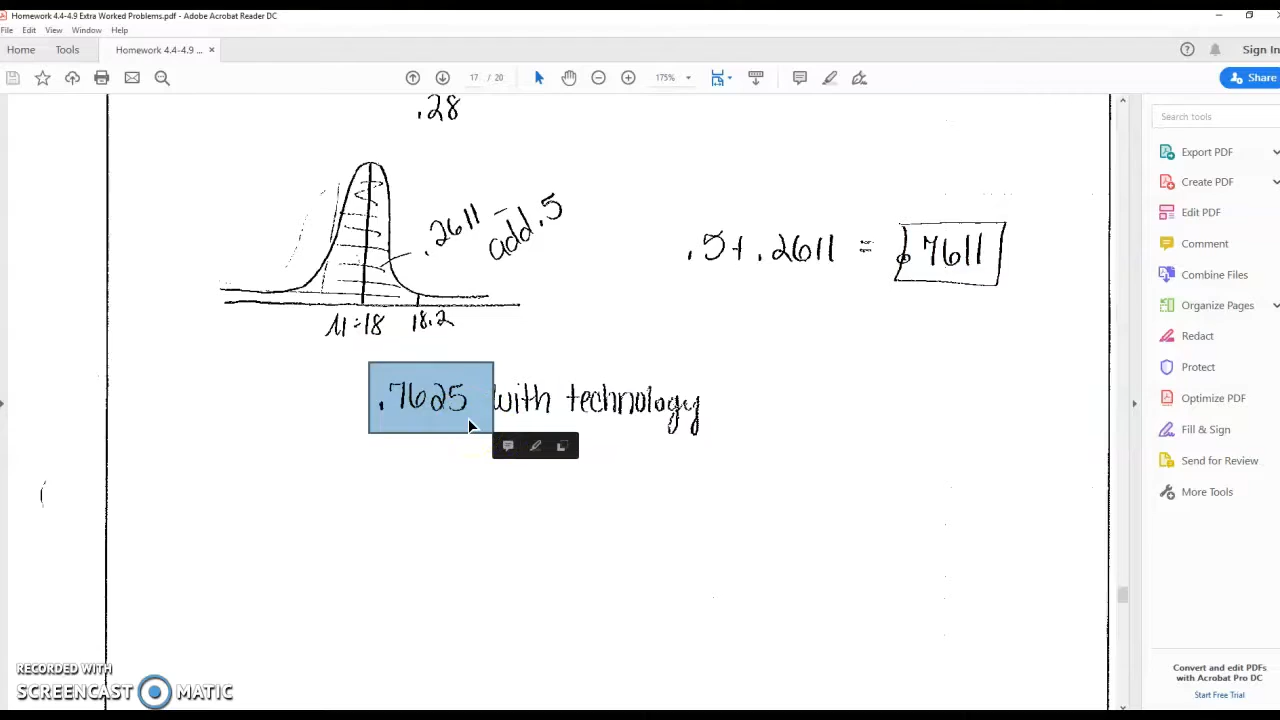 Homework 4.4-4.9 Extra Worked Problems.pdf - Adobe Acrobat Reader DC
File Edit View Window Help
Home Tools Homework 4.4-4.9 ... × Sign In
17 / 20 175% Share
.28
Search tools
Export PDF
Create PDF
Edit PDF
Comment
Combine Files
Organize Pages
Redact
Protect
Optimize PDF
Fill & Sign
Send for Review
More Tools
.2611
add .5
.5 + .2611 = .7611
μ=18 18.2
.7625 with technology
RECORDED WITH
SCREENCAST MATIC
Convert and edit PDFs
with Acrobat Pro DC
Start Free Trial